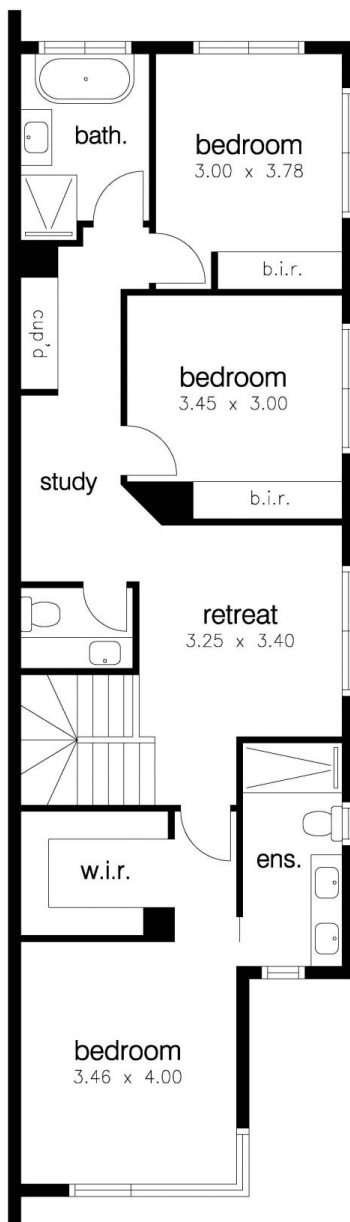 bath.
bedroom
3.00 x 3.78
b.i.r.
cup'd
bedroom
3.45 x 3.00
b.i.r.
study
retreat
3.25 x 3.40
w.i.r.
ens.
bedroom
3.46 x 4.00